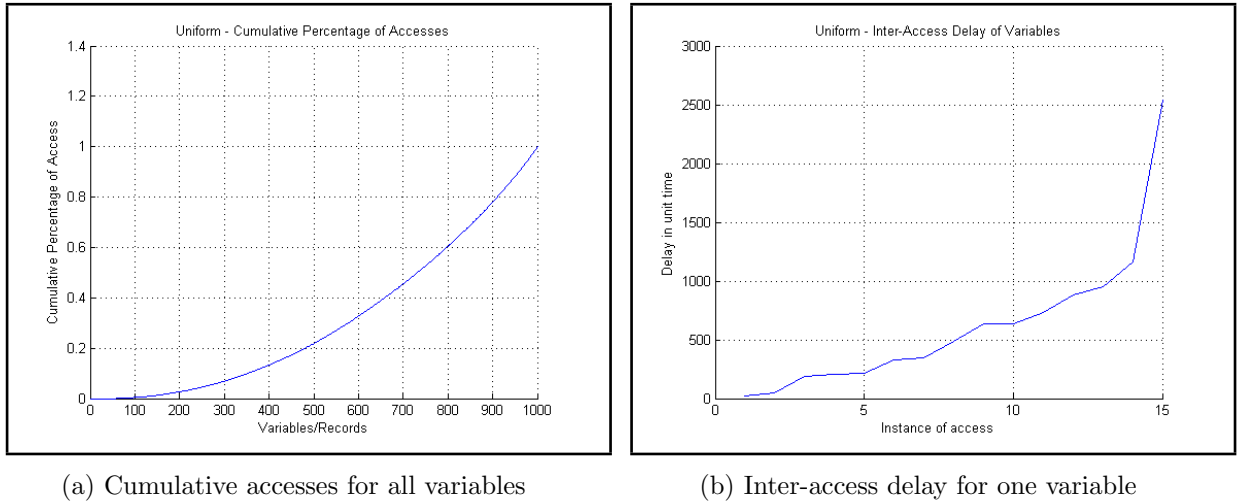 Uniform - Cumulative Percentage of Accesses
1.4
1.2
1
0.8
0.6
0.4
0.2
0
Cumulative Percentage of Access
0 100 200 300 400 500 600 700 800 900 1000
Variables/Records
(a) Cumulative accesses for all variables
Uniform - Inter-Access Delay of Variables
3000
2500
2000
1500
1000
500
0
Delay in unit time
0 5 10 15
Instance of access
(b) Inter-access delay for one variable